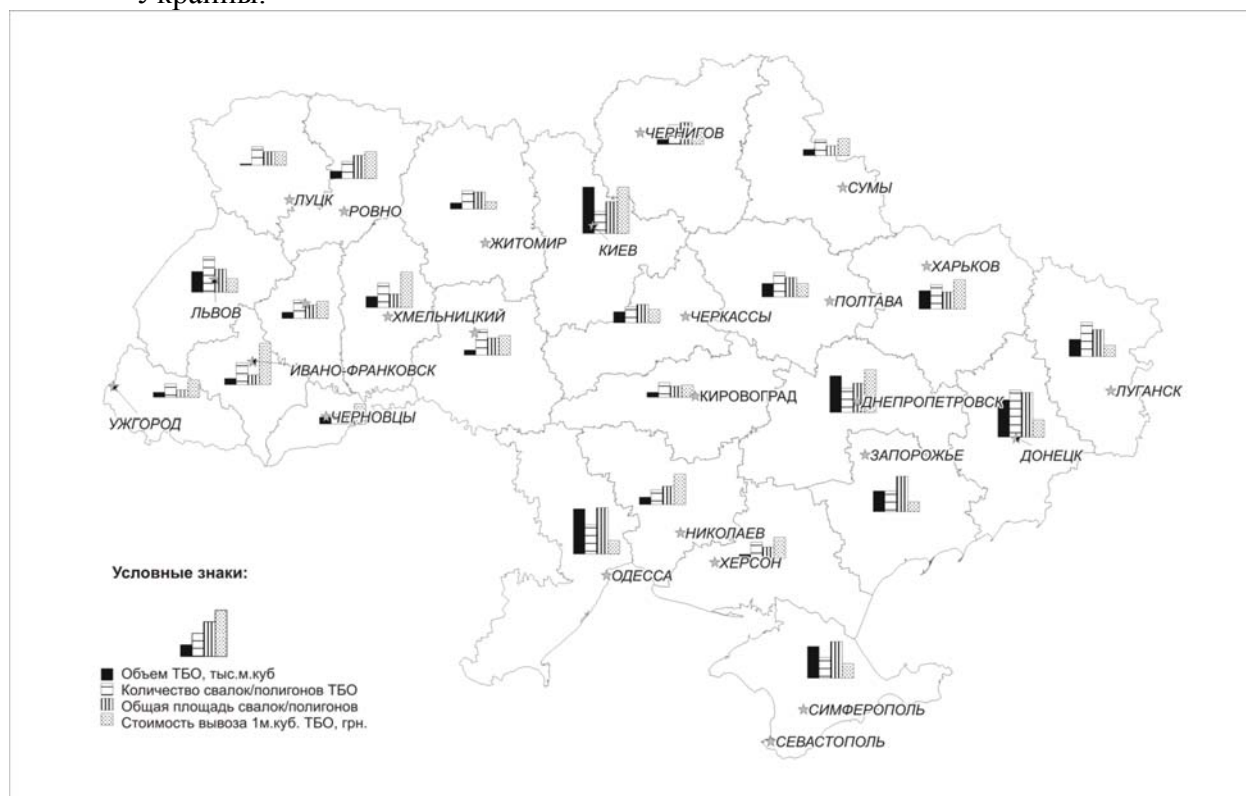 Украины.
ЧЕРНИГОВ
СУМЫ
ЛУЦК
РОВНО
ЖИТОМИР
КИЕВ
ХАРЬКОВ
ЛЬВОВ
ХМЕЛЬНИЦКИЙ
ЧЕРКАССЫ
ПОЛТАВА
ИВАНО-ФРАНКОВСК
ЛУГАНСК
УЖГОРОД
ЧЕРНОВЦЫ
КИРОВОГРАД
ДНЕПРОПЕТРОВСК
ЗАПОРОЖЬЕ
ДОНЕЦК
НИКОЛАЕВ
ХЕРСОН
ОДЕССА
Условные знаки:
Объем ТБО, тыс.м.куб
Количество свалок/полигонов ТБО
Общая площадь свалок/полигонов
Стоимость вывоза 1м.куб. ТБО, грн.
СИМФЕРОПОЛЬ
СЕВАСТОПОЛЬ